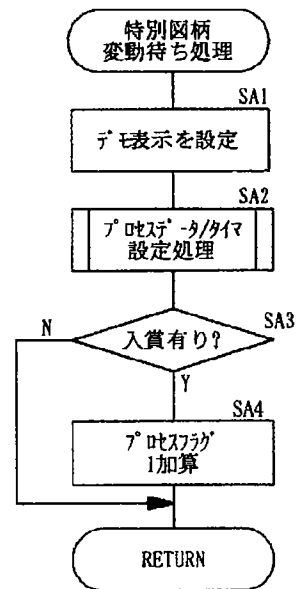 特別図柄
変動待ち処理
SA1
デモ表示を設定
SA2
プロセスデータ/タイマ
設定処理
N
入賞有り?
SA3
Y
SA4
プロセスフラグ
1加算
RETURN